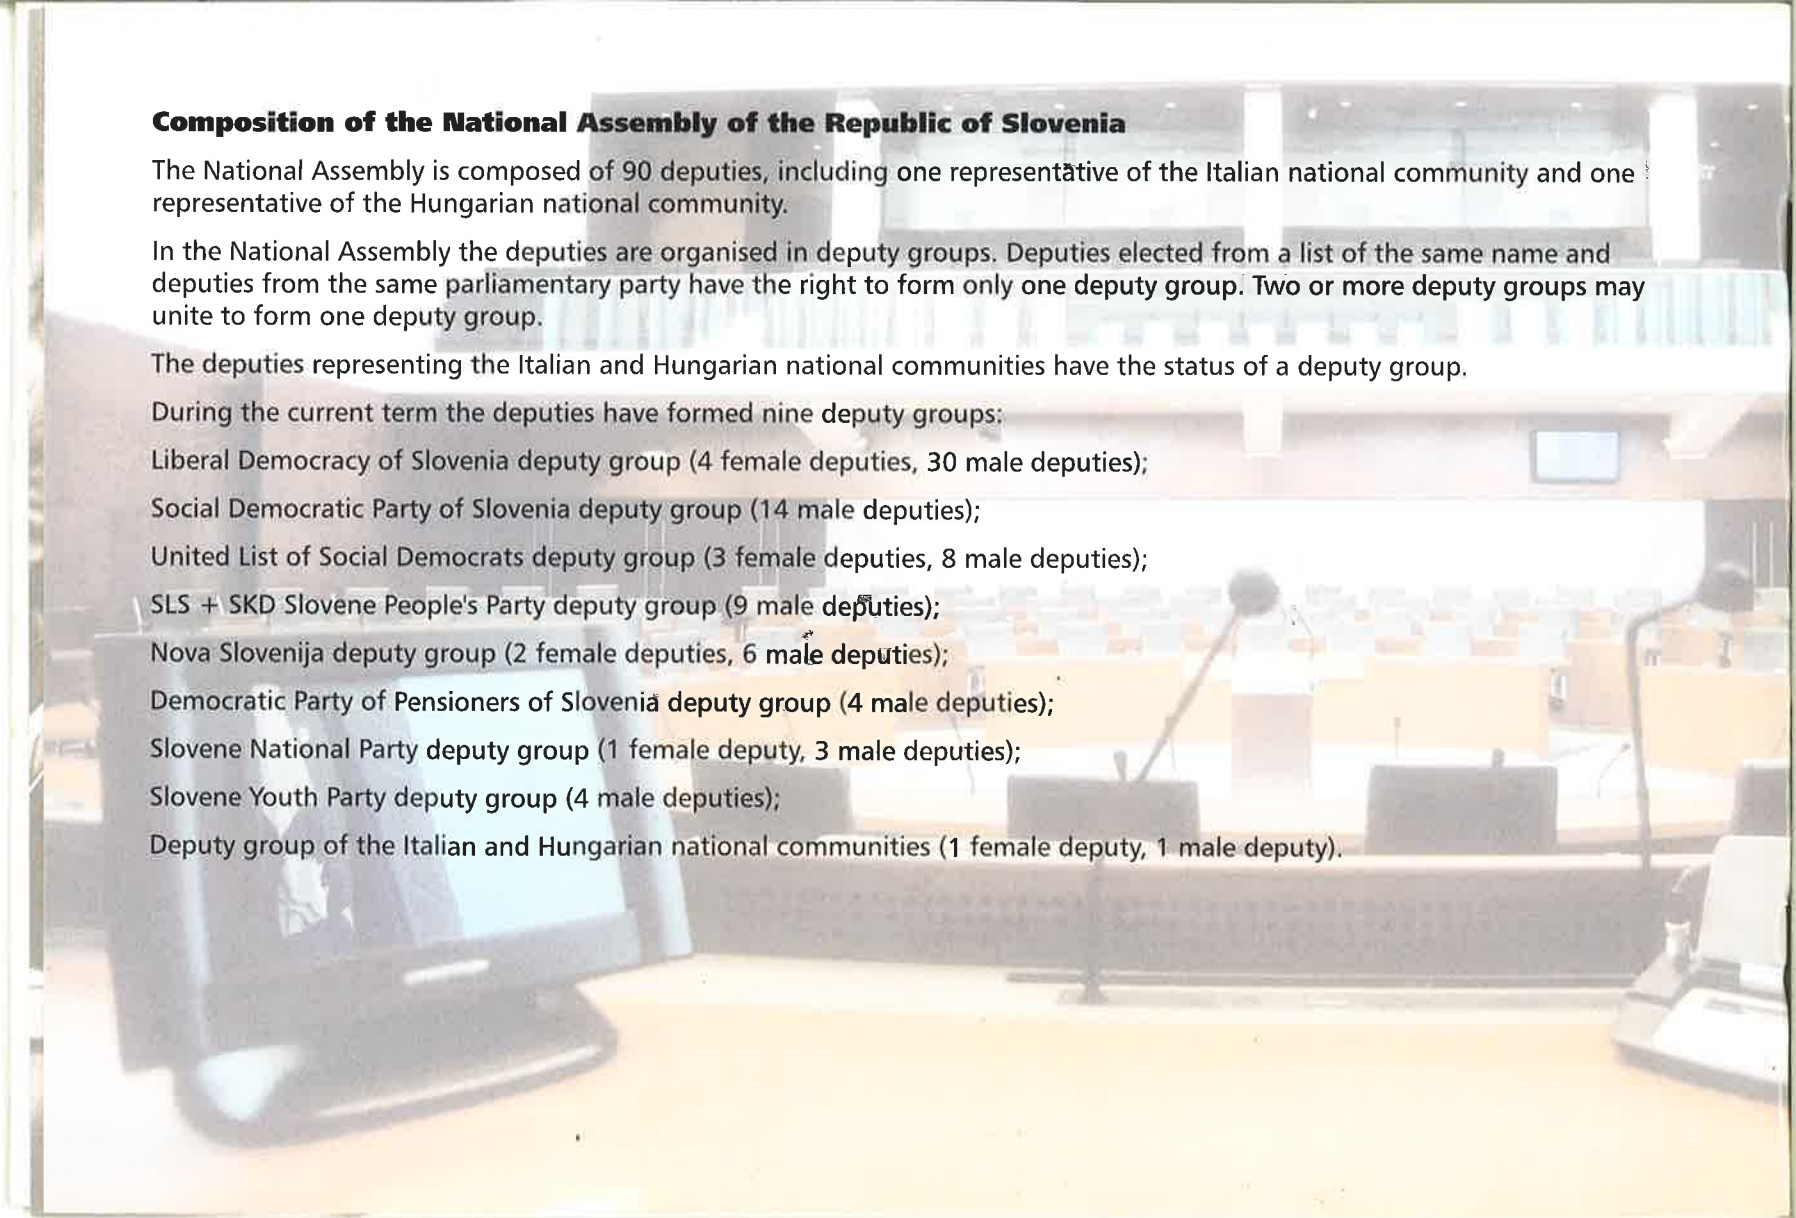 Composition of the National Assembly of the Republic of Slovenia
The National Assembly is composed of 90 deputies, including one representative of the Italian national community and one
representative of the Hungarian national community.
In the National Assembly the deputies are organised in deputy groups. Deputies elected from a list of the same name and
deputies from the same parliamentary party have the right to form only one deputy group. Two or more deputy groups may
unite to form one deputy group.
The deputies representing the Italian and Hungarian national communities have the status of a deputy group.
During the current term the deputies have formed nine deputy groups:
Liberal Democracy of Slovenia deputy group (4 female deputies, 30 male deputies);
Social Democratic Party of Slovenia deputy group (14 male deputies);
United List of Social Democrats deputy group (3 female deputies, 8 male deputies);
SLS + SKD Slovene People's Party deputy group (9 male deputies);
Nova Slovenija deputy group (2 female deputies, 6 male deputies);
Democratic Party of Pensioners of Slovenia deputy group (4 male deputies);
Slovene National Party deputy group (1 female deputy, 3 male deputies);
Slovene Youth Party deputy group (4 male deputies);
Deputy group of the Italian and Hungarian national communities (1 female deputy, 1 male deputy).